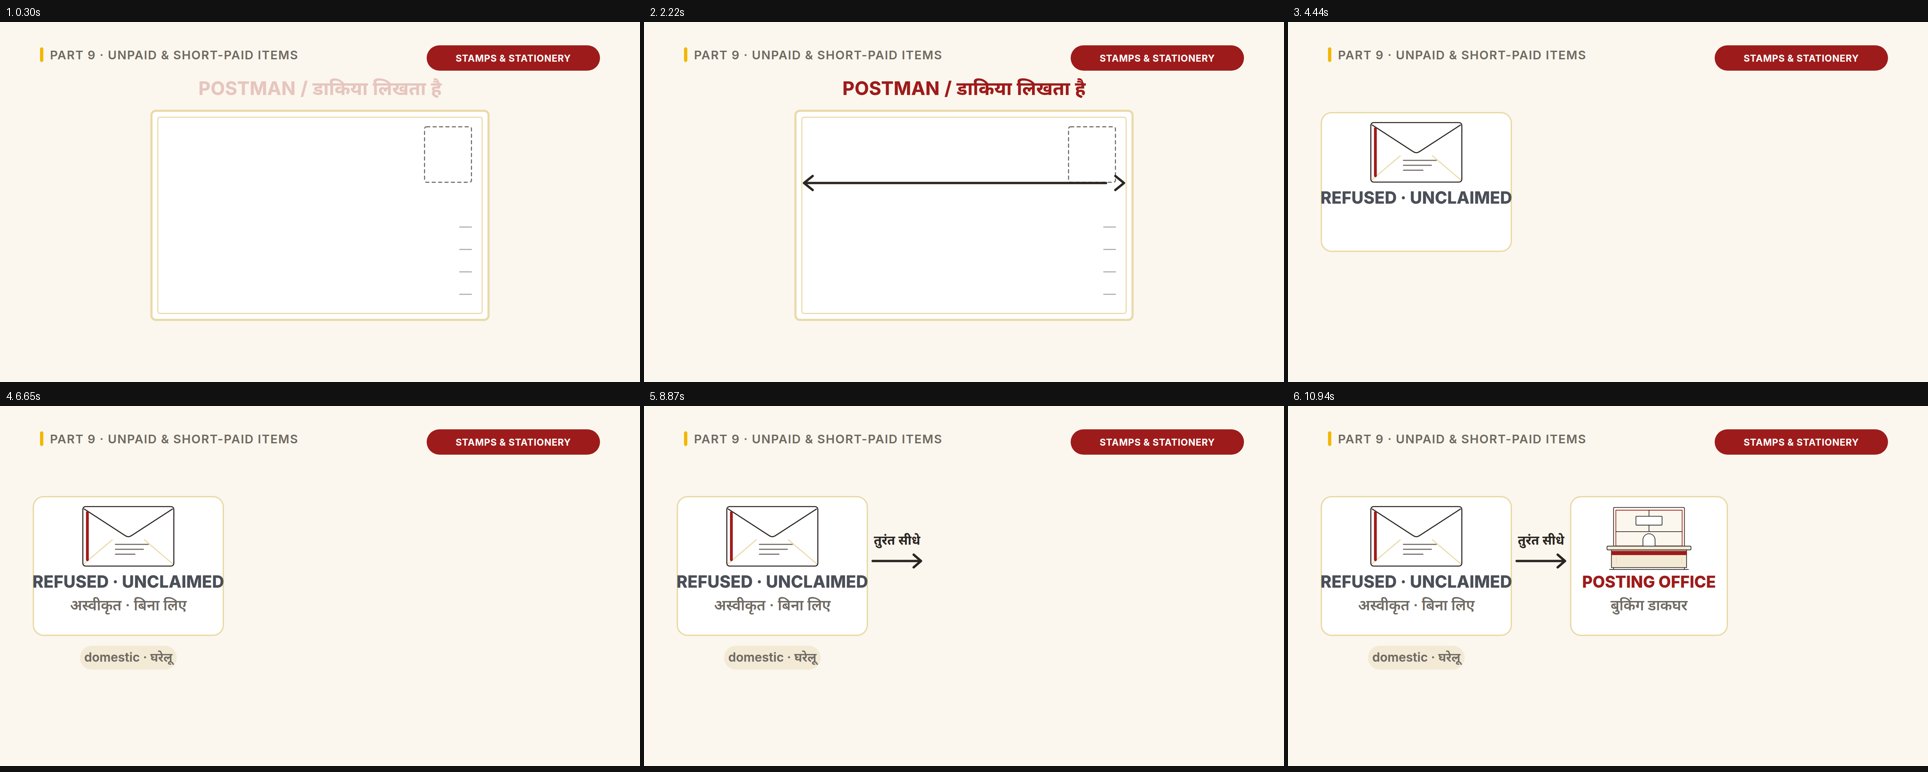 1. 0.30s
PART 9 · UNPAID & SHORT-PAID ITEMS
STAMPS & STATIONERY
POSTMAN / डाकिया लिखता है
2. 2.22s
PART 9 · UNPAID & SHORT-PAID ITEMS
STAMPS & STATIONERY
POSTMAN / डाकिया लिखता है
3. 4.44s
PART 9 · UNPAID & SHORT-PAID ITEMS
STAMPS & STATIONERY
REFUSED · UNCLAIMED
4. 6.65s
PART 9 · UNPAID & SHORT-PAID ITEMS
STAMPS & STATIONERY
REFUSED · UNCLAIMED
अस्वीकृत · बिना लिए
domestic · घरेलू
5. 8.87s
PART 9 · UNPAID & SHORT-PAID ITEMS
STAMPS & STATIONERY
तुरंत सीधे
REFUSED · UNCLAIMED
अस्वीकृत · बिना लिए
domestic · घरेलू
6. 10.94s
PART 9 · UNPAID & SHORT-PAID ITEMS
STAMPS & STATIONERY
तुरंत सीधे
REFUSED · UNCLAIMED
POSTING OFFICE
अस्वीकृत · बिना लिए
बुकिंग डाकघर
domestic · घरेलू